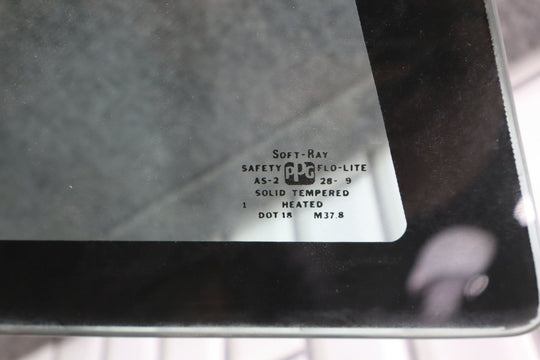 SOFT-RAY
SAFETY PPG FLO-LITE
AS-2 28- 9
SOLID TEMPERED
1 HEATED
DOT 18 M37.8